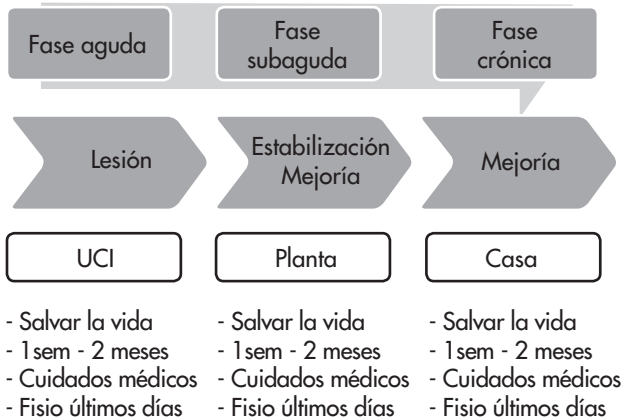 Fase aguda
Fase
subaguda
Fase
crónica
Lesión
Estabilización
Mejoría
Mejoría
UCI
Planta
Casa
- Salvar la vida
- 1sem - 2 meses
- Cuidados médicos
- Fisio últimos días
- Salvar la vida
- 1sem - 2 meses
- Cuidados médicos
- Fisio últimos días
- Salvar la vida
- 1sem - 2 meses
- Cuidados médicos
- Fisio últimos días